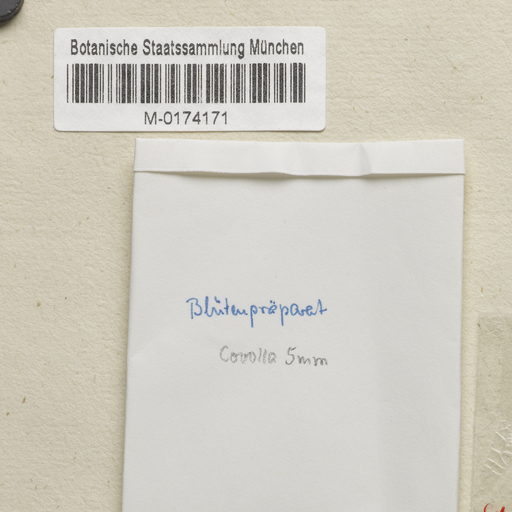 Botanische Staatssammlung München
M-0174171
Blütenpräparat
Corolla 5mm